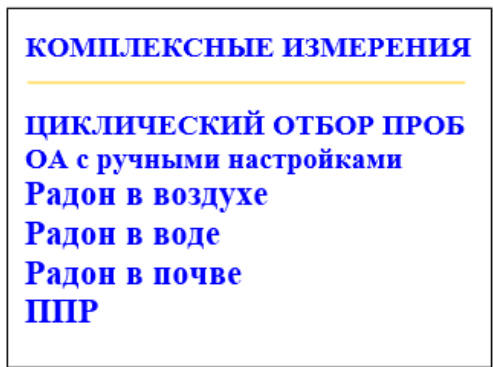 КОМПЛЕКСНЫЕ ИЗМЕРЕНИЯ
ЦИКЛИЧЕСКИЙ ОТБОР ПРОБ
ОА с ручными настройками
Радон в воздухе
Радон в воде
Радон в почве
ППР